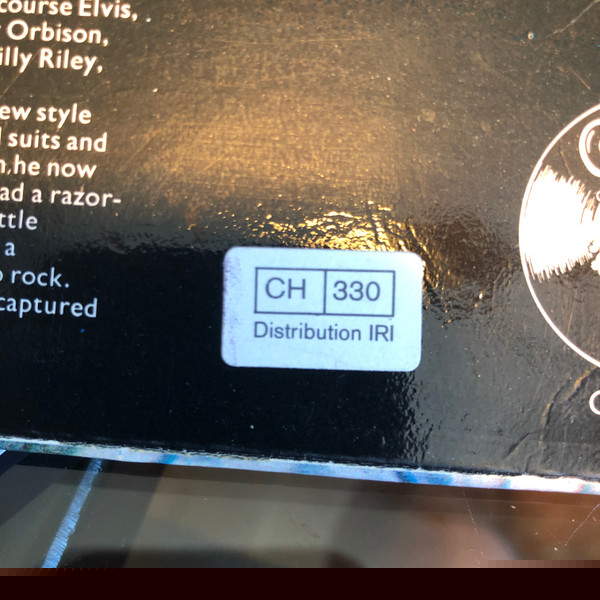 course Elvis,
Orbison,
illy Riley,
ew style
suits and
n,he now
ad a razor-
ttle
a
rock.
captured
CH 330
Distribution IRI